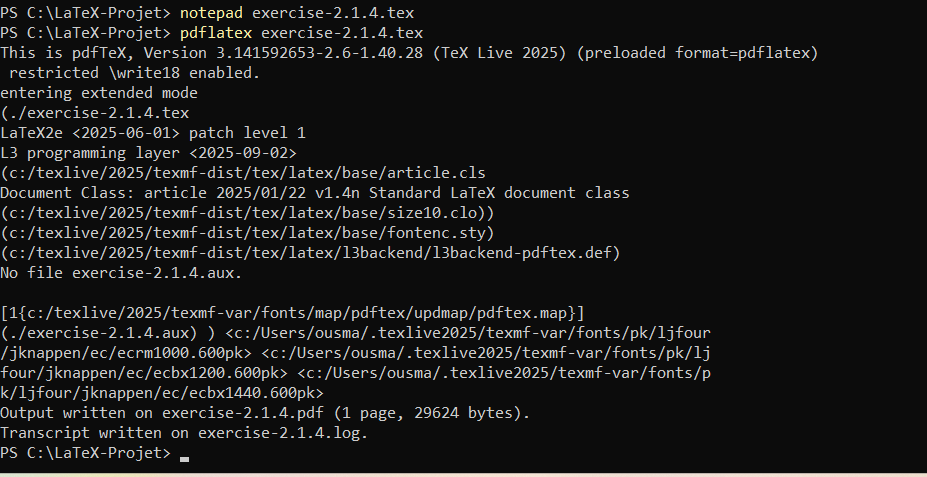 PS C:\LaTeX-Projet> notepad exercise-2.1.4.tex
PS C:\LaTeX-Projet> pdflatex exercise-2.1.4.tex
This is pdfTeX, Version 3.141592653-2.6-1.40.28 (TeX Live 2025) (preloaded format=pdflatex)
 restricted \write18 enabled.
entering extended mode
(./exercise-2.1.4.tex
LaTeX2e <2025-06-01> patch level 1
L3 programming layer <2025-09-02>
(c:/texlive/2025/texmf-dist/tex/latex/base/article.cls
Document Class: article 2025/01/22 v1.4n Standard LaTeX document class
(c:/texlive/2025/texmf-dist/tex/latex/base/size10.clo))
(c:/texlive/2025/texmf-dist/tex/latex/base/fontenc.sty)
(c:/texlive/2025/texmf-dist/tex/latex/l3backend/l3backend-pdftex.def)
No file exercise-2.1.4.aux.

[1{c:/texlive/2025/texmf-var/fonts/map/pdftex/updmap/pdftex.map}]
(./exercise-2.1.4.aux) ) <c:/Users/ousma/.texlive2025/texmf-var/fonts/pk/ljfour
/jknappen/ec/ecrm1000.600pk> <c:/Users/ousma/.texlive2025/texmf-var/fonts/pk/lj
four/jknappen/ec/ecbx1200.600pk> <c:/Users/ousma/.texlive2025/texmf-var/fonts/p
k/ljfour/jknappen/ec/ecbx1440.600pk>
Output written on exercise-2.1.4.pdf (1 page, 29624 bytes).
Transcript written on exercise-2.1.4.log.
PS C:\LaTeX-Projet>